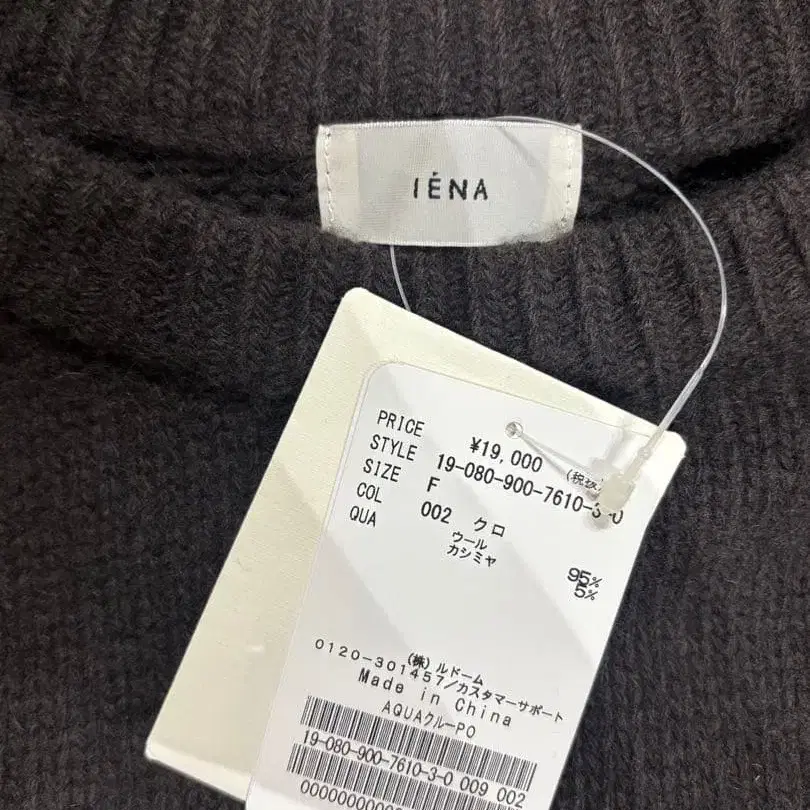 IÉNA
PRICE ¥19,000 (税抜)
STYLE 19-080-900-7610-3-0
SIZE F
COL 002 クロ
QUA ウール 95%
カシミヤ 5%
(株)ルドーム
0120-301457/カスタマーサポート
Made in China
AQUAクルーPO
19-080-900-7610-3-0 009 002